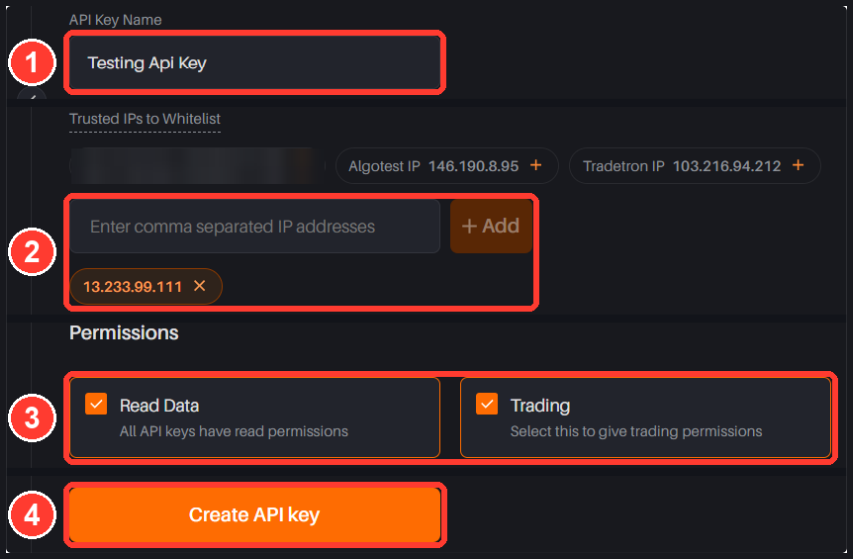 API Key Name
1
Testing Api Key
Trusted IPs to Whitelist
Algotest IP 146.190.8.95 +
Tradetron IP 103.216.94.212 +
2
Enter comma separated IP addresses
+ Add
13.233.99.111 ×
Permissions
3
Read Data
All API keys have read permissions
Trading
Select this to give trading permissions
4
Create API key